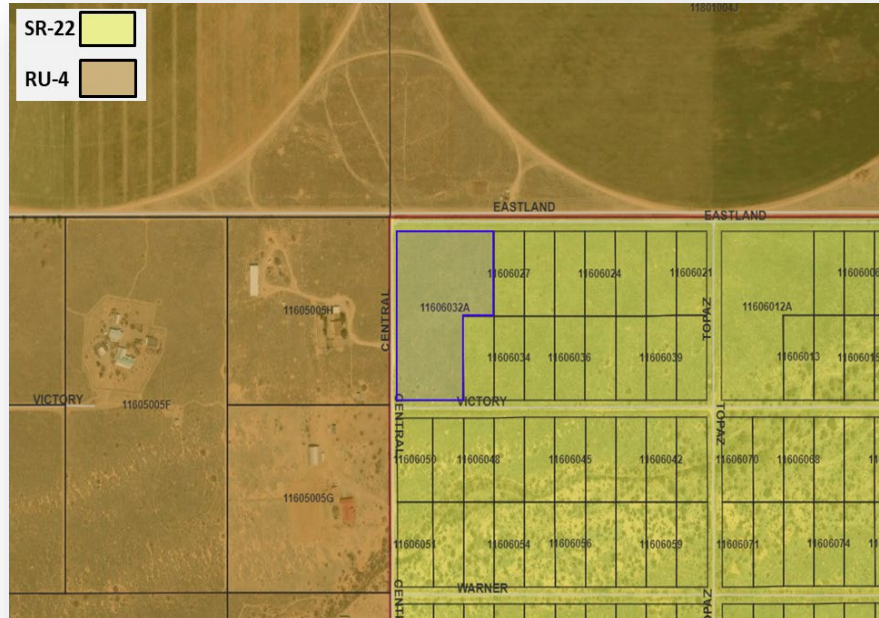 SR-22
RU-4
11801004J
EASTLAND
EASTLAND
11606027
11606024
11606021
11606006
11605005H
CENTRAL
11606032A
TOPAZ
11606012A
11606034
11606036
11606039
11606013
11606015
VICTORY
11605005F
CENTRAL
VICTORY
TOPAZ
11606050
11606048
11606045
11606042
11606070
11606068
11605005G
11606051
11606054
11606056
11606059
11606071
11606074
WARNER